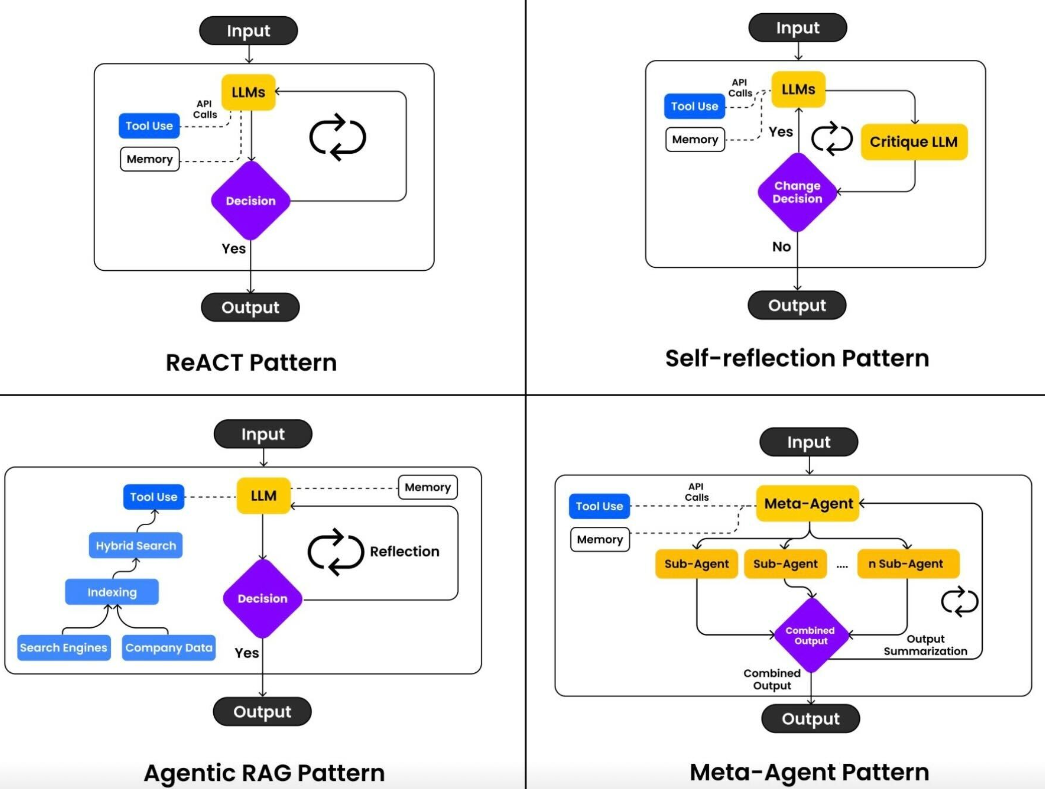 Input
LLMs
API
Calls
Tool Use
Memory
Decision
Yes
Output
ReACT Pattern
Input
LLMs
API
Calls
Tool Use
Memory
Yes
Critique LLM
Change
Decision
No
Output
Self-reflection Pattern
Input
LLM
Tool Use
Memory
Hybrid Search
Reflection
Indexing
Decision
Search Engines
Company Data
Yes
Output
Agentic RAG Pattern
Input
API
Calls
Meta-Agent
Tool Use
Memory
Sub-Agent
Sub-Agent
....
n Sub-Agent
Combined
Output
Output
Summarization
Combined
Output
Output
Meta-Agent Pattern